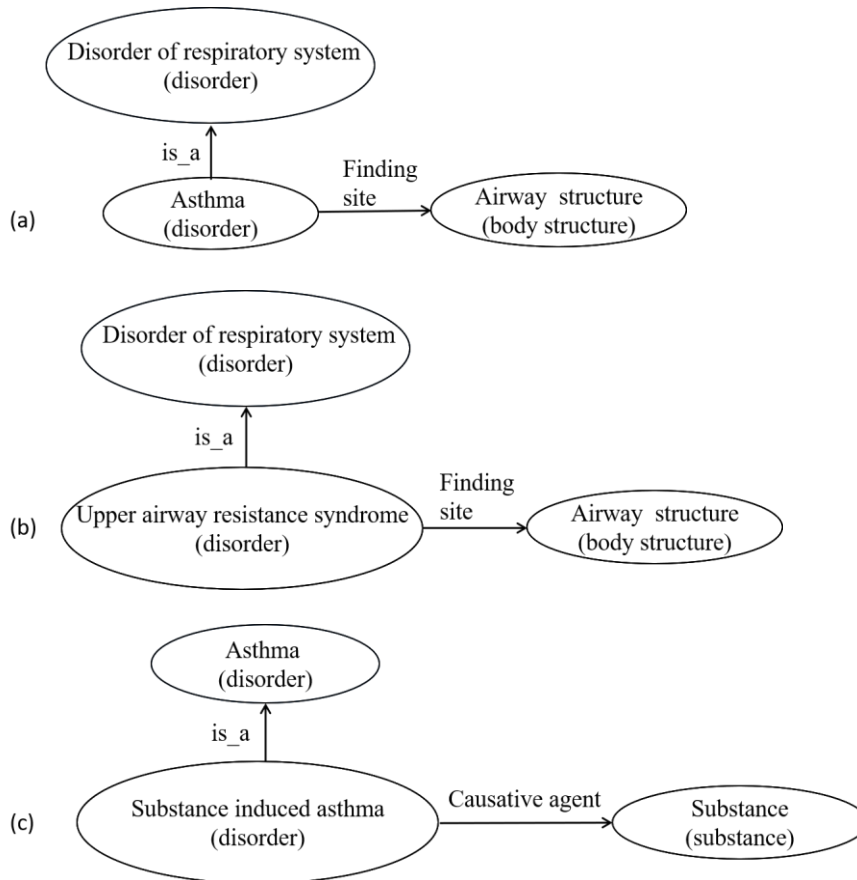 Disorder of respiratory system
(disorder)
is_a
Finding
site
(a)
Asthma
(disorder)
Airway structure
(body structure)
Disorder of respiratory system
(disorder)
is_a
Finding
site
(b)
Upper airway resistance syndrome
(disorder)
Airway structure
(body structure)
Asthma
(disorder)
is_a
(c)
Substance induced asthma
(disorder)
Causative agent
Substance
(substance)